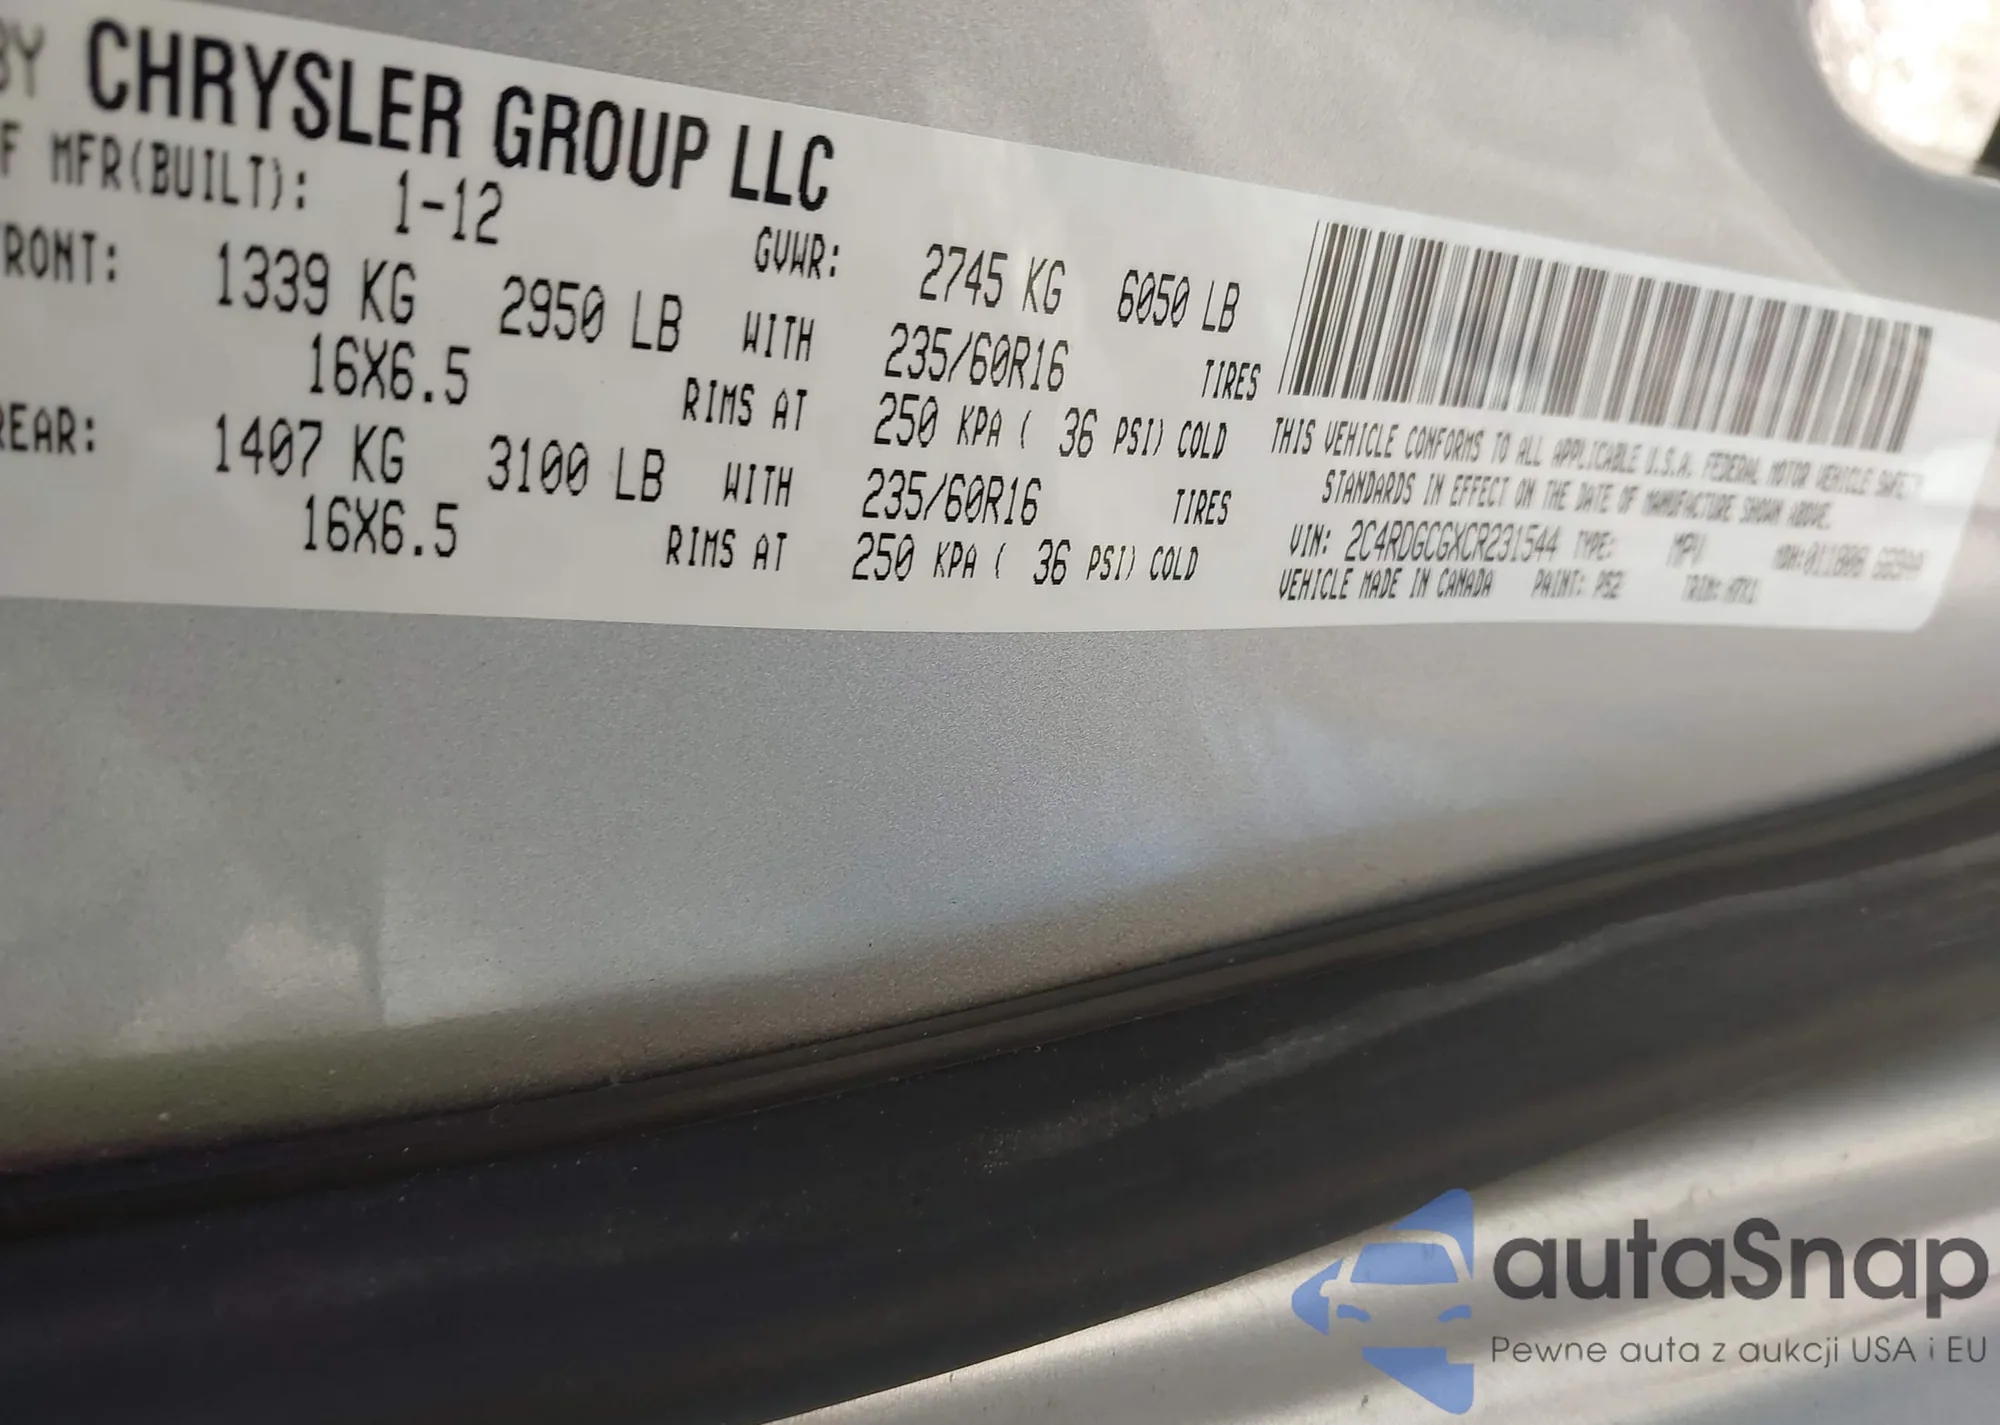 BY CHRYSLER GROUP LLC
F MFR(BUILT): 1-12 GVWR: 2745 KG 6050 LB
FRONT: 1339 KG 2950 LB WITH 235/60R16 TIRES
16X6.5 RIMS AT 250 KPA ( 36 PSI) COLD
REAR: 1407 KG 3100 LB WITH 235/60R16 TIRES
16X6.5 RIMS AT 250 KPA ( 36 PSI) COLD
THIS VEHICLE CONFORMS TO ALL APPLICABLE U.S.A. FEDERAL MOTOR VEHICLE SAFETY
STANDARDS IN EFFECT ON THE DATE OF MANUFACTURE SHOWN ABOVE.
VIN: 2C4RDGCGXCR231544 TYPE: MPV MDH:
VEHICLE MADE IN CANADA PAINT: PS2 TRIM:
autaSnap
Pewne auta z aukcji USA i EU